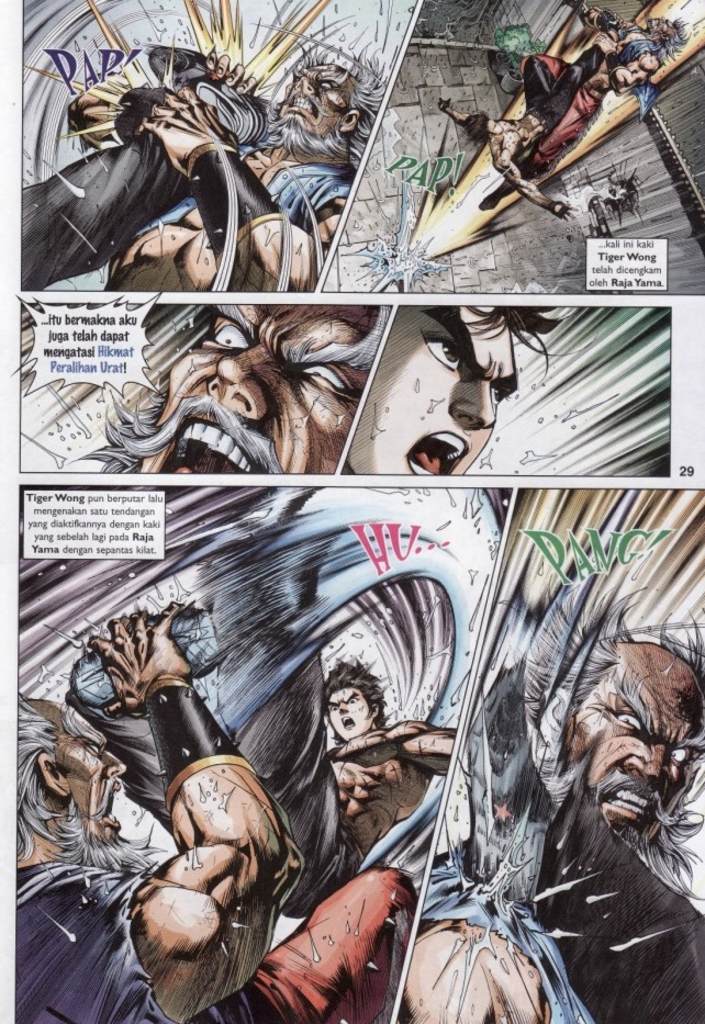 PAP!
PAP!
...kali ini kaki
Tiger Wong
telah dicengkam
oleh Raja Yama.
...itu bermakna aku
juga telah dapat
mengatasi Hikmat
Peralihan Urat!
29
Tiger Wong pun berputar lalu
mengenakan satu tendangan
yang diaktifkannya dengan kaki
yang sebelah lagi pada Raja
Yama dengan sepantas kilat.
HU...
PANG!